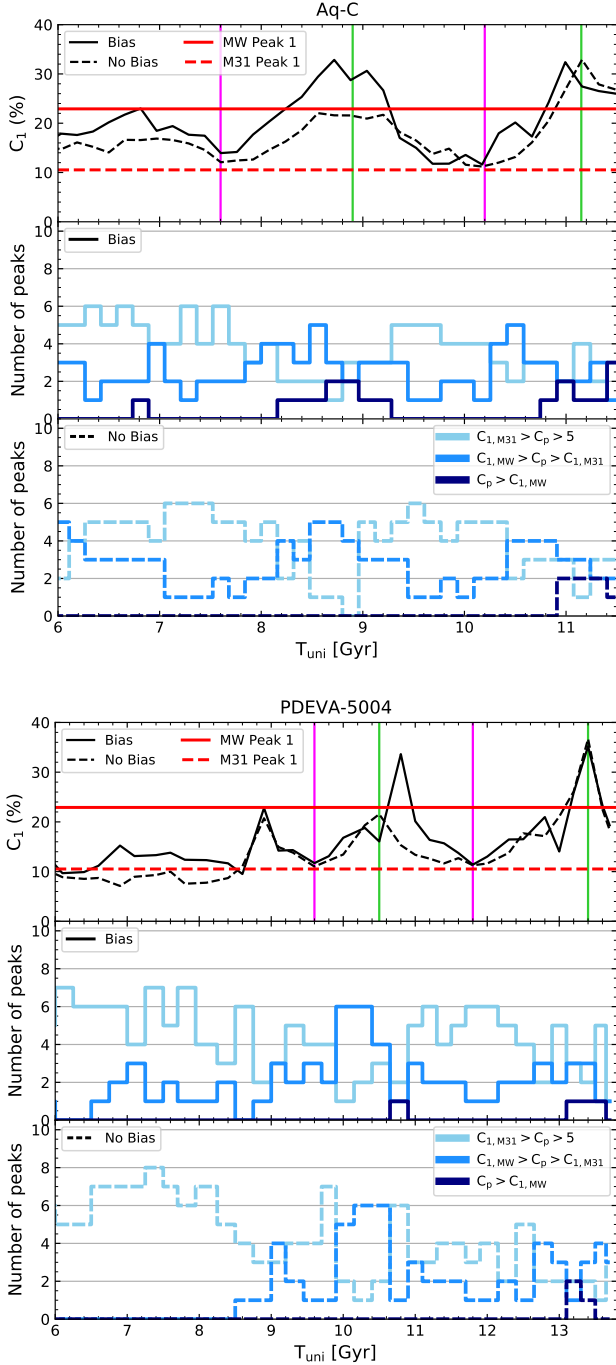 Aq-C
Bias
No Bias
MW Peak 1
M31 Peak 1
C1 (%)
40
30
20
10
0
Bias
Number of peaks
10
8
6
4
2
0
No Bias
C1,M31 > Cp > 5
C1,MW > Cp > C1,M31
Cp > C1,MW
Number of peaks
10
8
6
4
2
0
6 7 8 9 10 11
Tuni [Gyr]
PDEVA-5004
Bias
No Bias
MW Peak 1
M31 Peak 1
C1 (%)
40
30
20
10
0
Bias
Number of peaks
10
8
6
4
2
0
No Bias
C1,M31 > Cp > 5
C1,MW > Cp > C1,M31
Cp > C1,MW
Number of peaks
10
8
6
4
2
0
6 7 8 9 10 11 12 13
Tuni [Gyr]